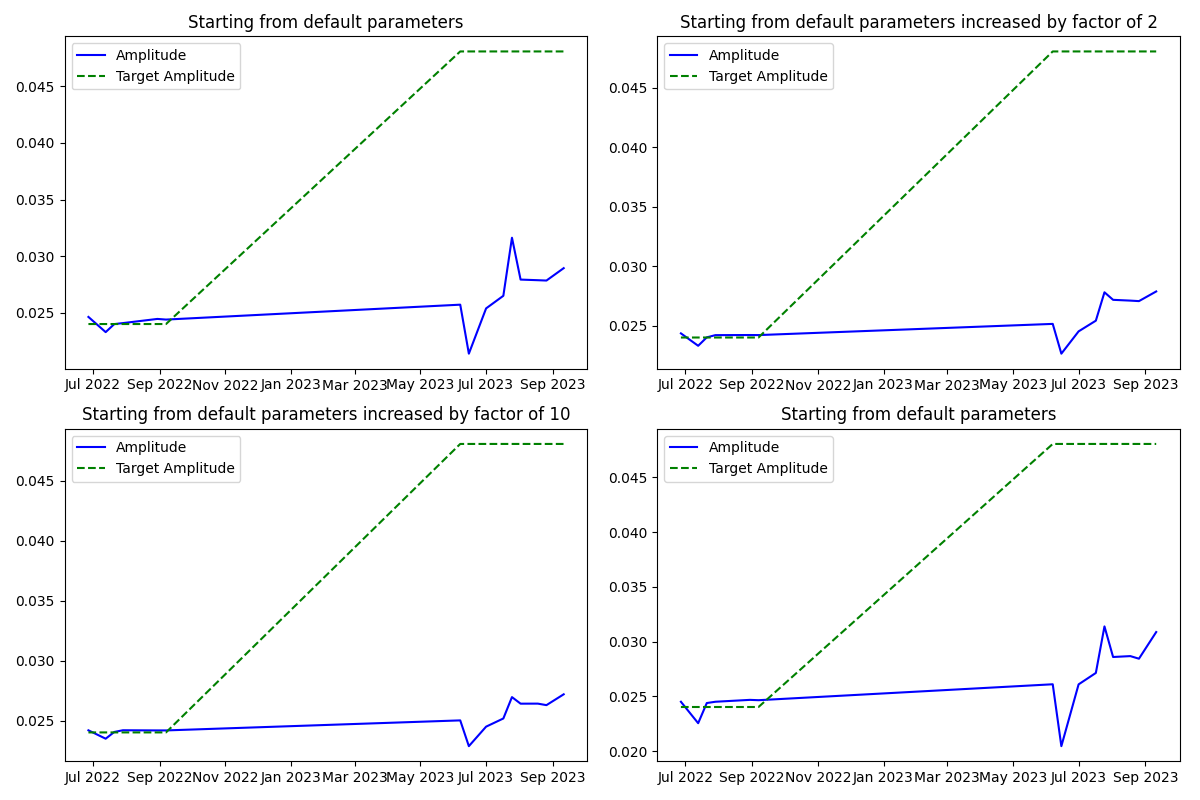 Starting from default parameters
Amplitude
Target Amplitude
0.045
0.040
0.035
0.030
0.025
Jul 2022 Sep 2022 Nov 2022 Jan 2023 Mar 2023 May 2023 Jul 2023 Sep 2023
Starting from default parameters increased by factor of 2
Amplitude
Target Amplitude
0.045
0.040
0.035
0.030
0.025
Jul 2022 Sep 2022 Nov 2022 Jan 2023 Mar 2023 May 2023 Jul 2023 Sep 2023
Starting from default parameters increased by factor of 10
Amplitude
Target Amplitude
0.045
0.040
0.035
0.030
0.025
Jul 2022 Sep 2022 Nov 2022 Jan 2023 Mar 2023 May 2023 Jul 2023 Sep 2023
Starting from default parameters
Amplitude
Target Amplitude
0.045
0.040
0.035
0.030
0.025
0.020
Jul 2022 Sep 2022 Nov 2022 Jan 2023 Mar 2023 May 2023 Jul 2023 Sep 2023